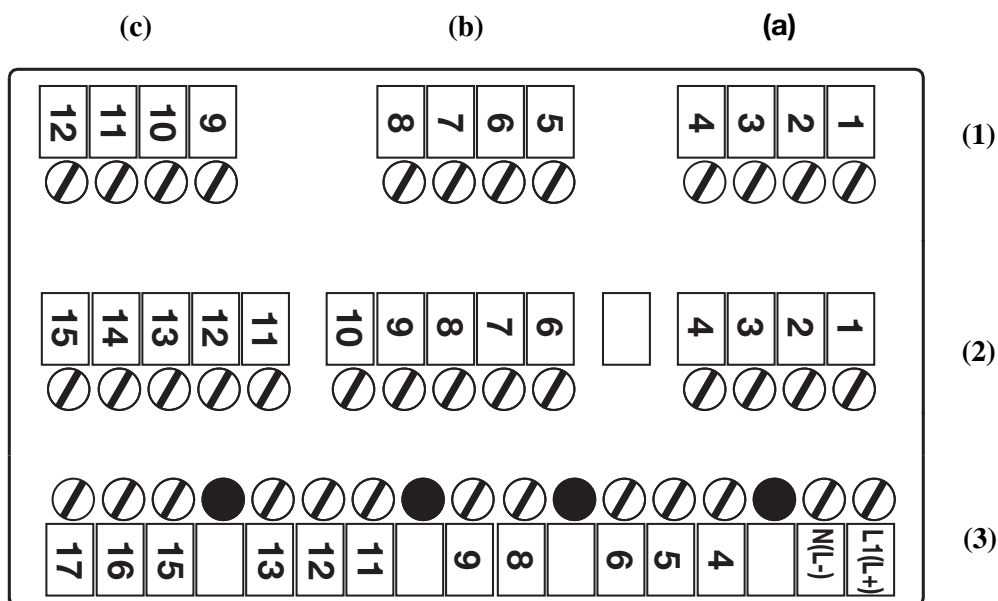 (c) (b) (a)
12 11 10 9 8 7 6 5 4 3 2 1 (1)
15 14 13 12 11 10 9 8 7 6 4 3 2 1 (2)
17 16 15 13 12 11 9 8 6 5 4 N(L-) L1(L+) (3)